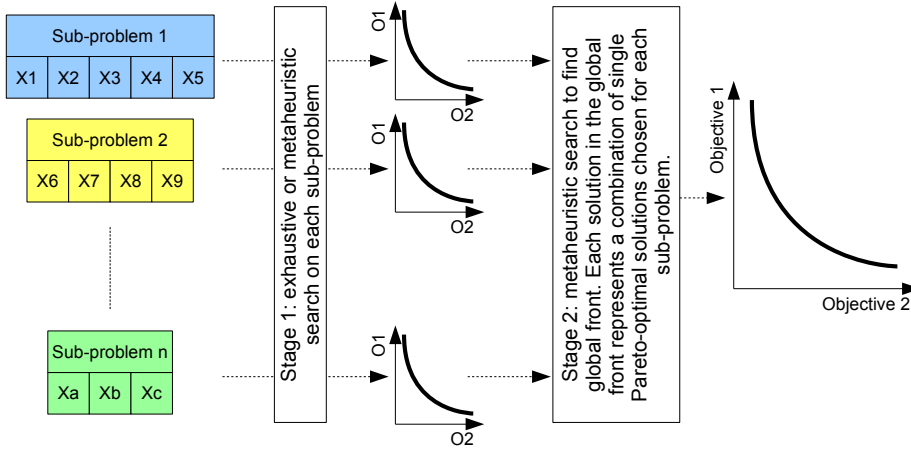 Sub-problem 1
X1 X2 X3 X4 X5
Sub-problem 2
X6 X7 X8 X9
Sub-problem n
Xa Xb Xc
Stage 1: exhaustive or metaheuristic
search on each sub-problem
O1
O2
O1
O2
O1
O2
Stage 2: metaheuristic search to find
global front. Each solution in the global
front represents a combination of single
Pareto-optimal solutions chosen for each
sub-problem.
Objective 1
Objective 2